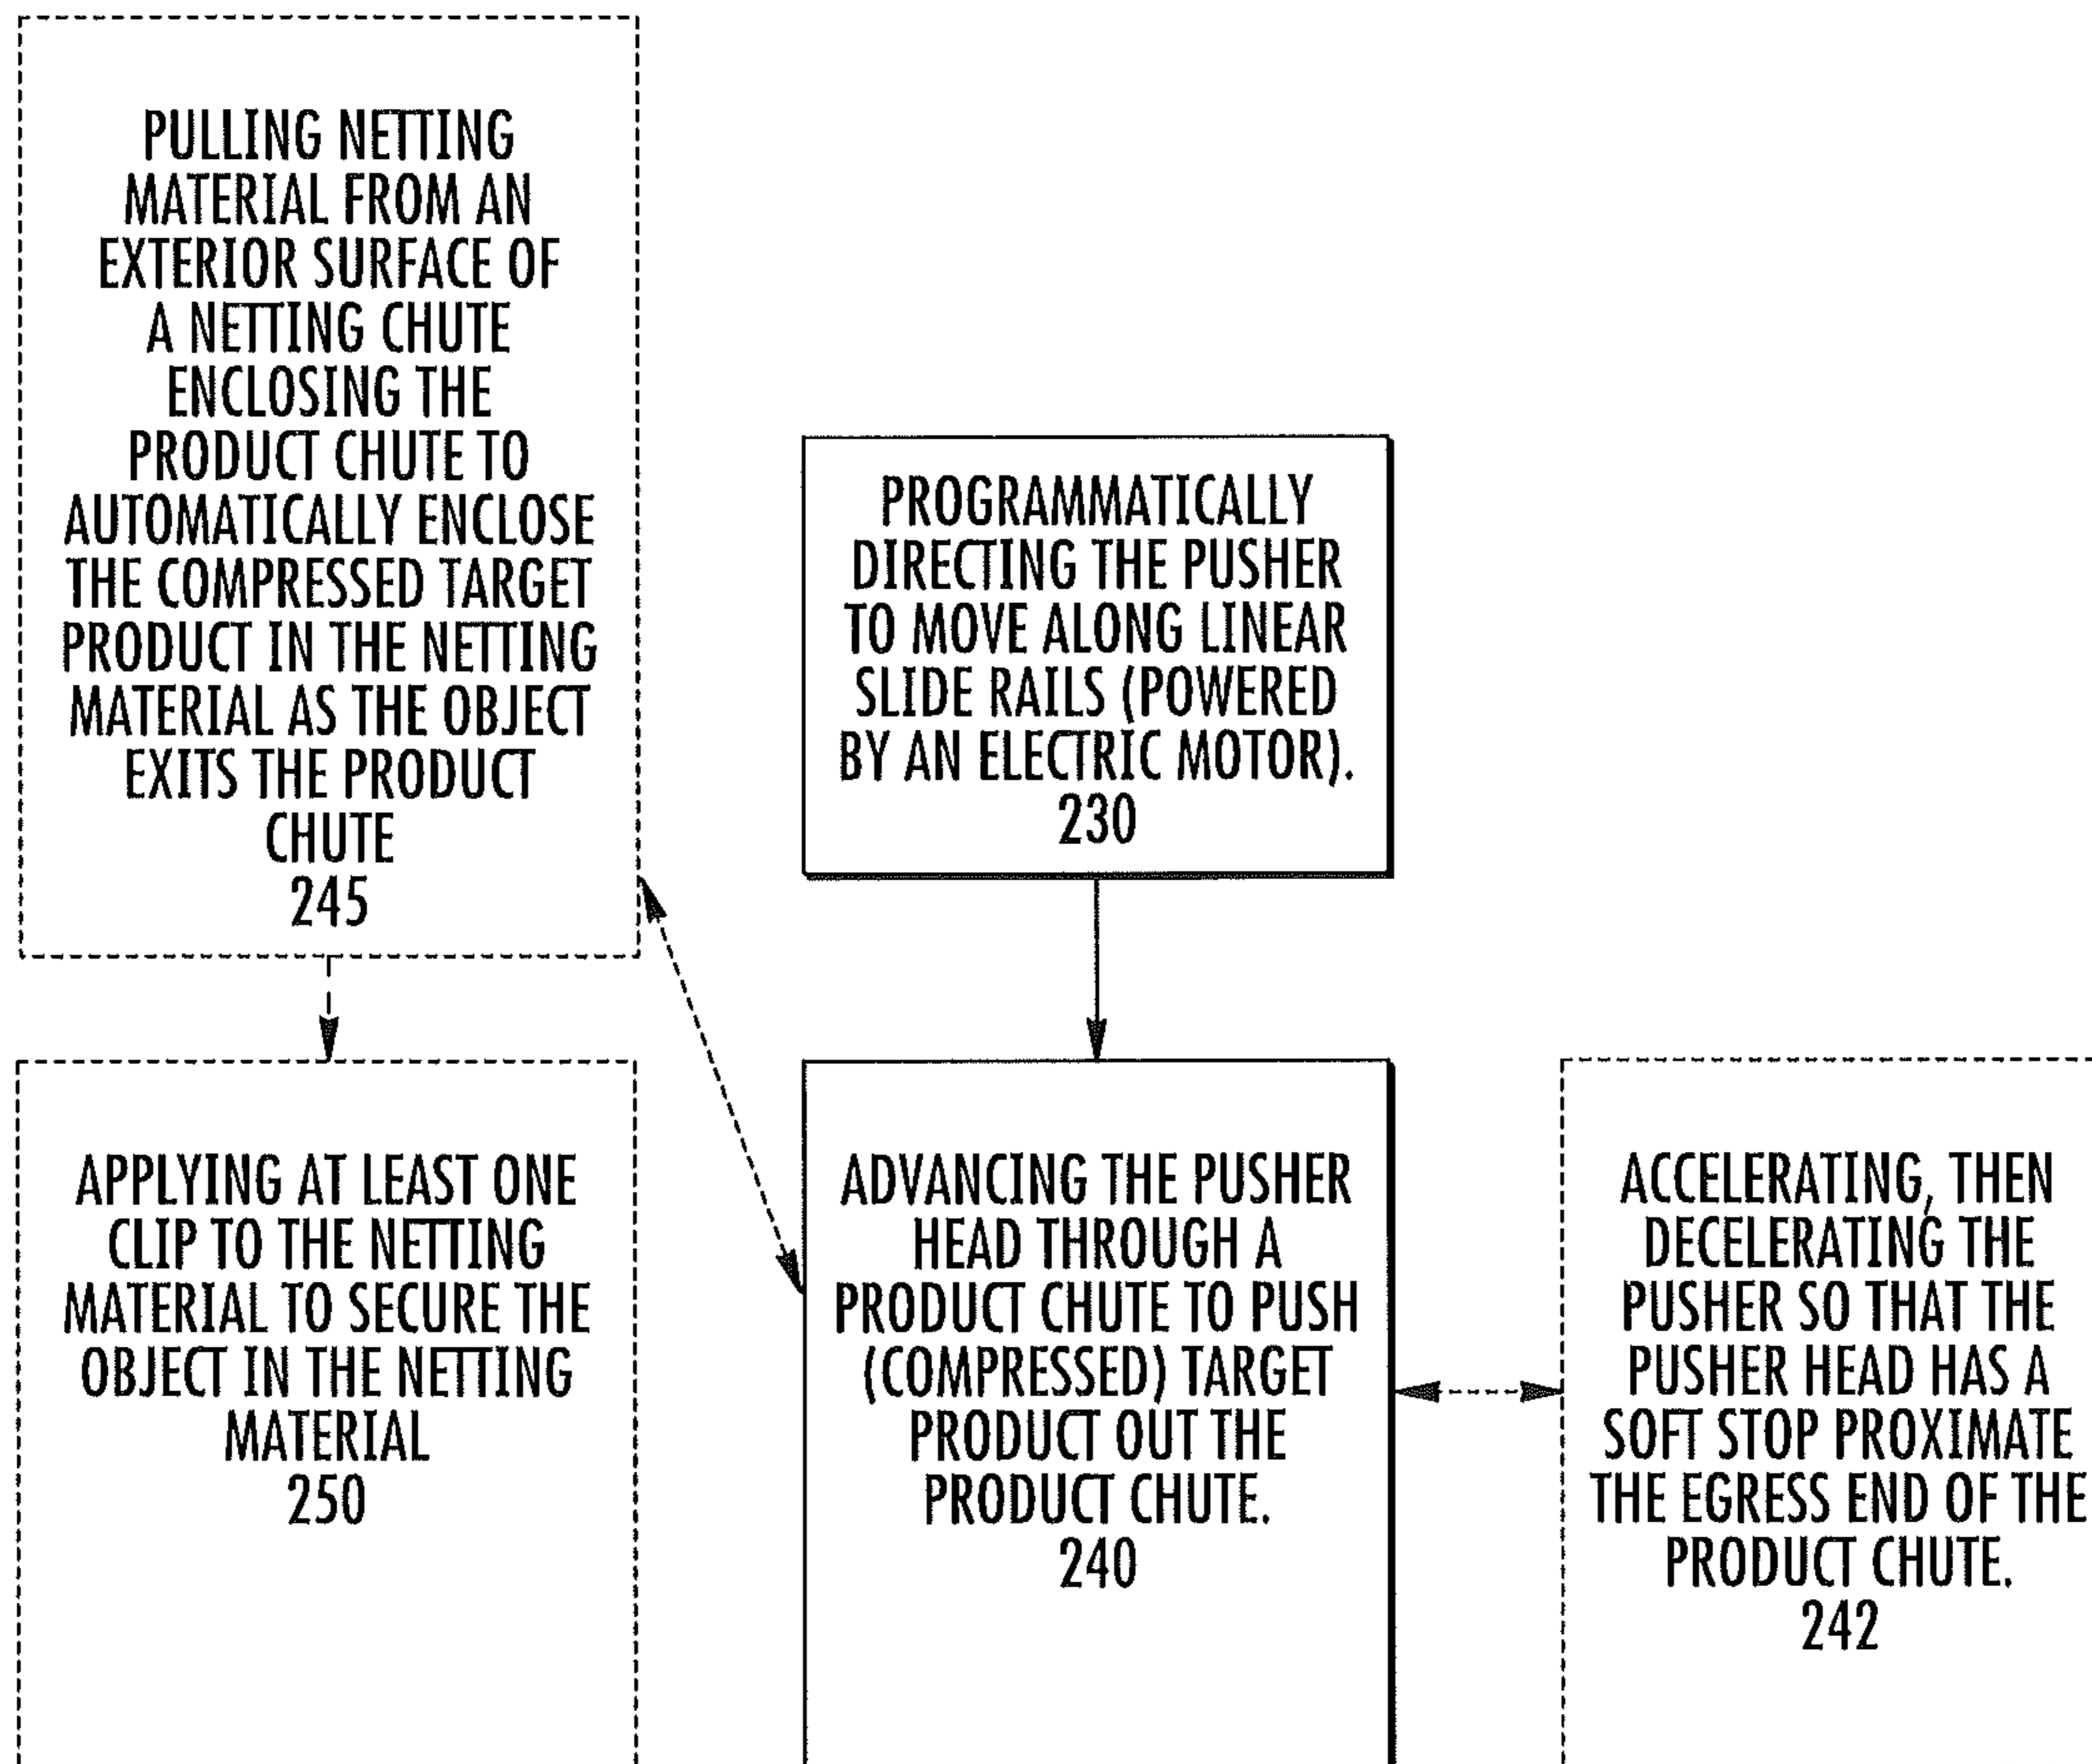 PULLING NETTING
MATERIAL FROM AN
EXTERIOR SURFACE OF
A NETTING CHUTE
ENCLOSING THE
PRODUCT CHUTE TO
AUTOMATICALLY ENCLOSE
THE COMPRESSED TARGET
PRODUCT IN THE NETTING
MATERIAL AS THE OBJECT
EXITS THE PRODUCT
CHUTE
245
PROGRAMMATICALLY
DIRECTING THE PUSHER
TO MOVE ALONG LINEAR
SLIDE RAILS (POWERED
BY AN ELECTRIC MOTOR).
230
APPLYING AT LEAST ONE
CLIP TO THE NETTING
MATERIAL TO SECURE THE
OBJECT IN THE NETTING
MATERIAL
250
ADVANCING THE PUSHER
HEAD THROUGH A
PRODUCT CHUTE TO PUSH
(COMPRESSED) TARGET
PRODUCT OUT THE
PRODUCT CHUTE.
240
ACCELERATING, THEN
DECELERATING THE
PUSHER SO THAT THE
PUSHER HEAD HAS A
SOFT STOP PROXIMATE
THE EGRESS END OF THE
PRODUCT CHUTE.
242